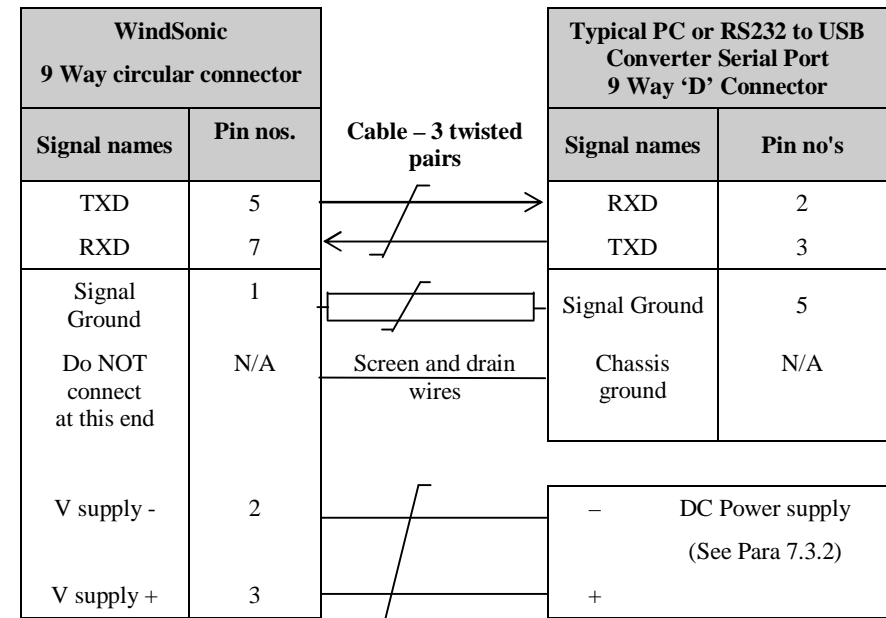 WindSonic
9 Way circular connector
Typical PC or RS232 to USB
Converter Serial Port
9 Way ‘D’ Connector
Signal names
Pin nos.
Cable – 3 twisted
pairs
Signal names
Pin no's
TXD
5
RXD
2
RXD
7
TXD
3
Signal
Ground
1
Signal Ground
5
Do NOT
connect
at this end
N/A
Screen and drain
wires
Chassis
ground
N/A
V supply -
2
– DC Power supply
(See Para 7.3.2)
V supply +
3
+